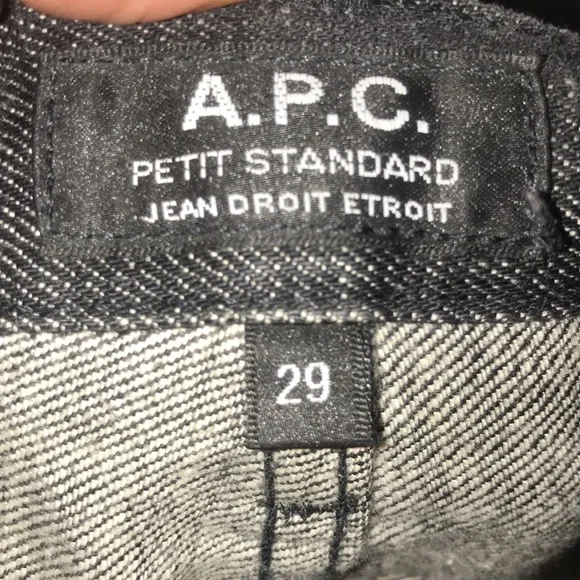 A.P.C.
PETIT STANDARD
JEAN DROIT ETROIT
29